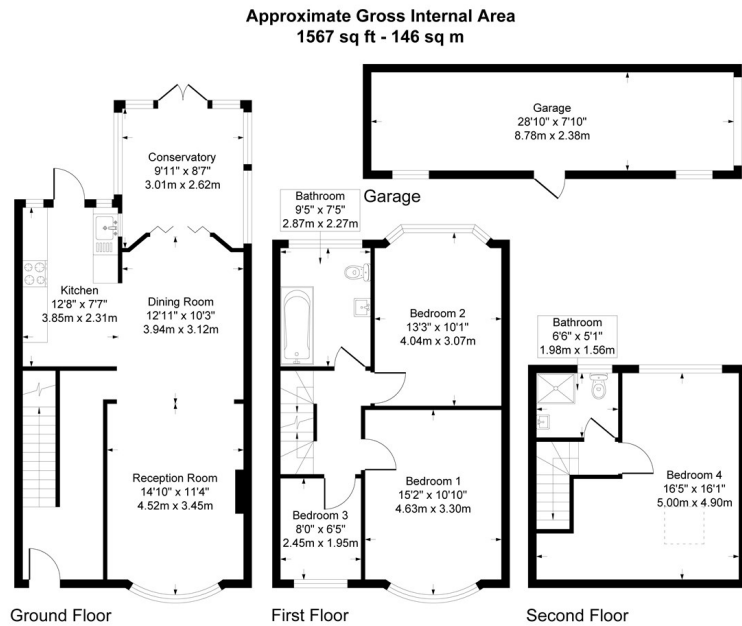 Approximate Gross Internal Area
1567 sq ft - 146 sq m
Garage
28'10" x 7'10"
8.78m x 2.38m
Garage
Conservatory
9'11" x 8'7"
3.01m x 2.62m
Kitchen
12'8" x 7'7"
3.85m x 2.31m
Dining Room
12'11" x 10'3"
3.94m x 3.12m
Reception Room
14'10" x 11'4"
4.52m x 3.45m
Ground Floor
Bathroom
9'5" x 7'5"
2.87m x 2.27m
Bedroom 2
13'3" x 10'1"
4.04m x 3.07m
Bedroom 1
15'2" x 10'10"
4.63m x 3.30m
Bedroom 3
8'0" x 6'5"
2.45m x 1.95m
First Floor
Bathroom
6'6" x 5'1"
1.98m x 1.56m
Bedroom 4
16'5" x 16'1"
5.00m x 4.90m
Second Floor